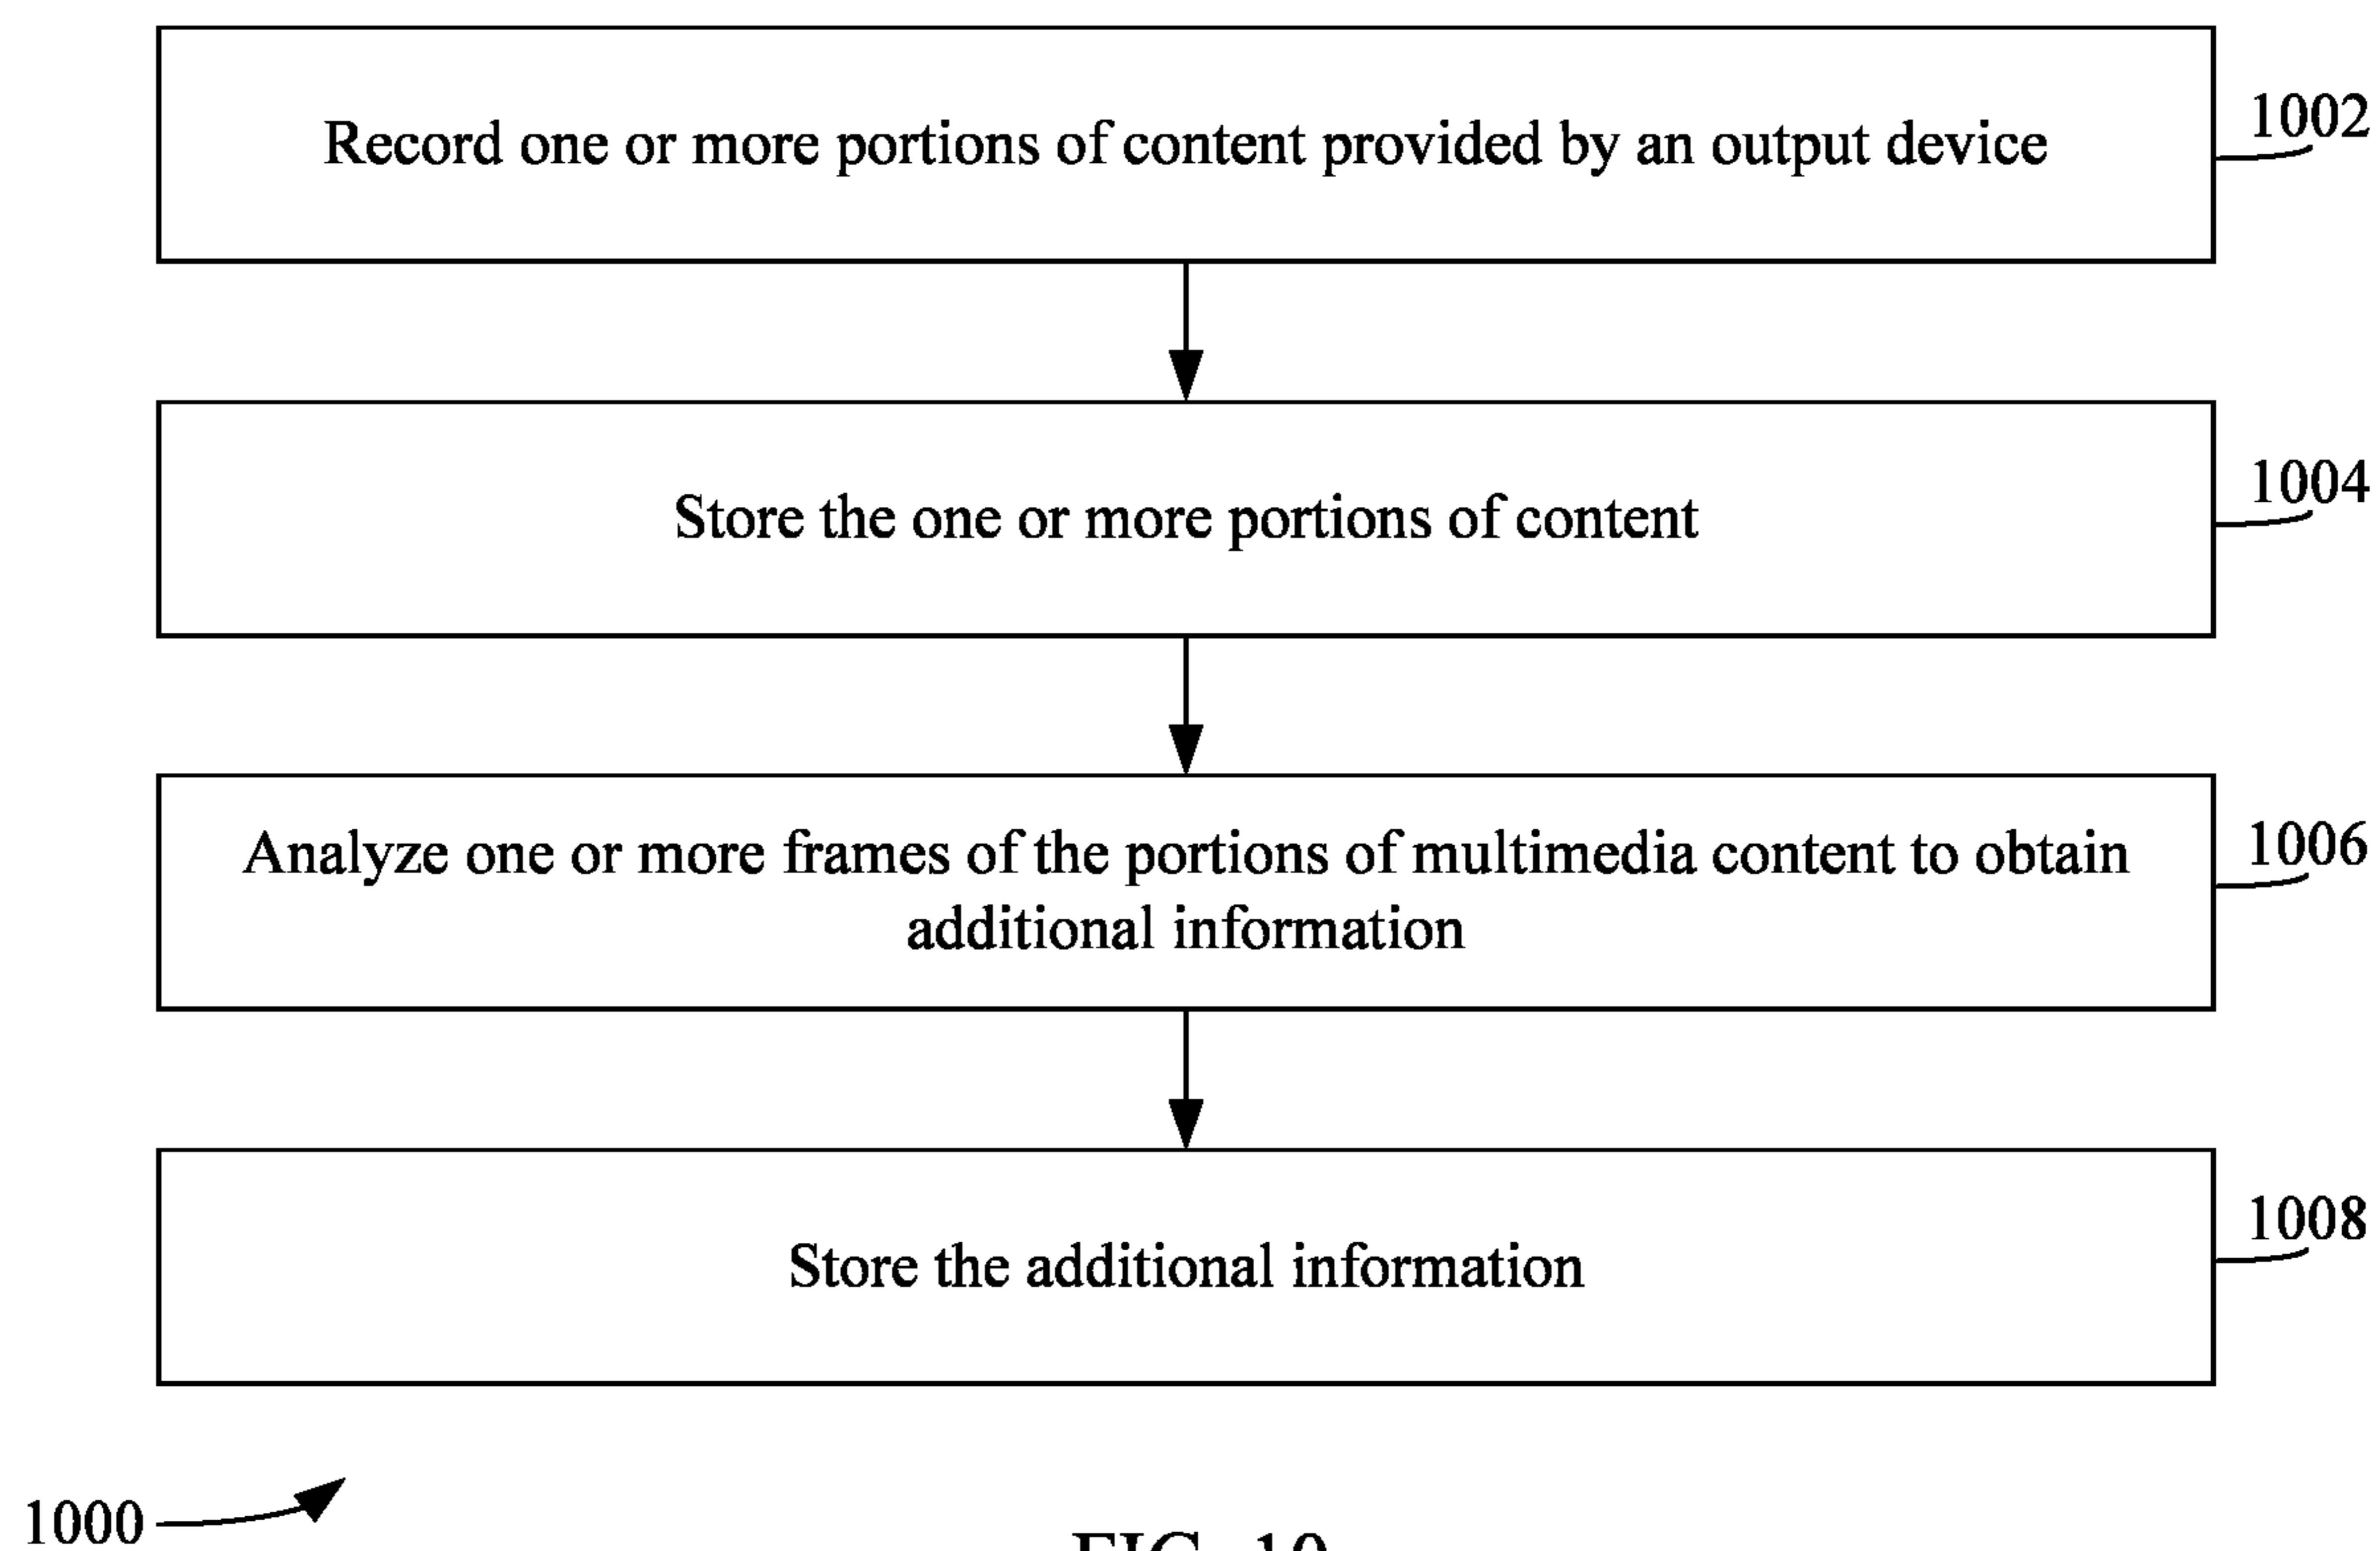 Record one or more portions of content provided by an output device
1002
Store the one or more portions of content
1004
Analyze one or more frames of the portions of multimedia content to obtain
additional information
1006
Store the additional information
1008
1000
FIG. 10